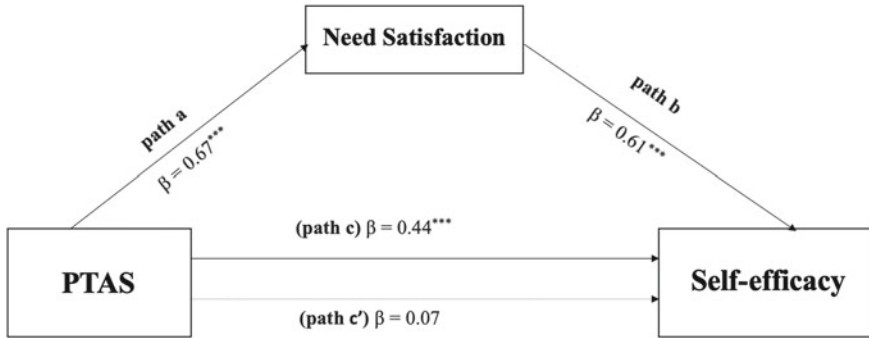 Need Satisfaction
path a
β = 0.67***
path b
β = 0.61***
PTAS
(path c) β = 0.44***
(path c′) β = 0.07
Self-efficacy